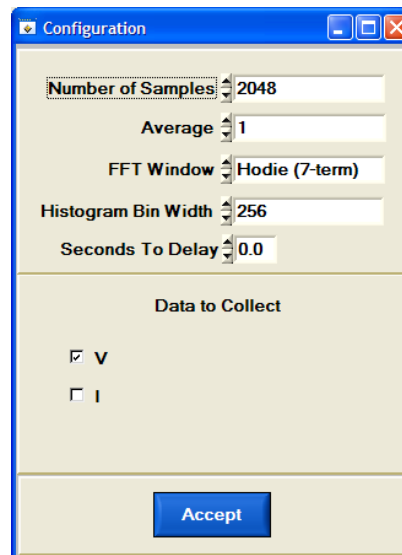 Configuration
Number of Samples 2048
Average 1
FFT Window Hodie (7-term)
Histogram Bin Width 256
Seconds To Delay 0.0
Data to Collect
V
I
Accept